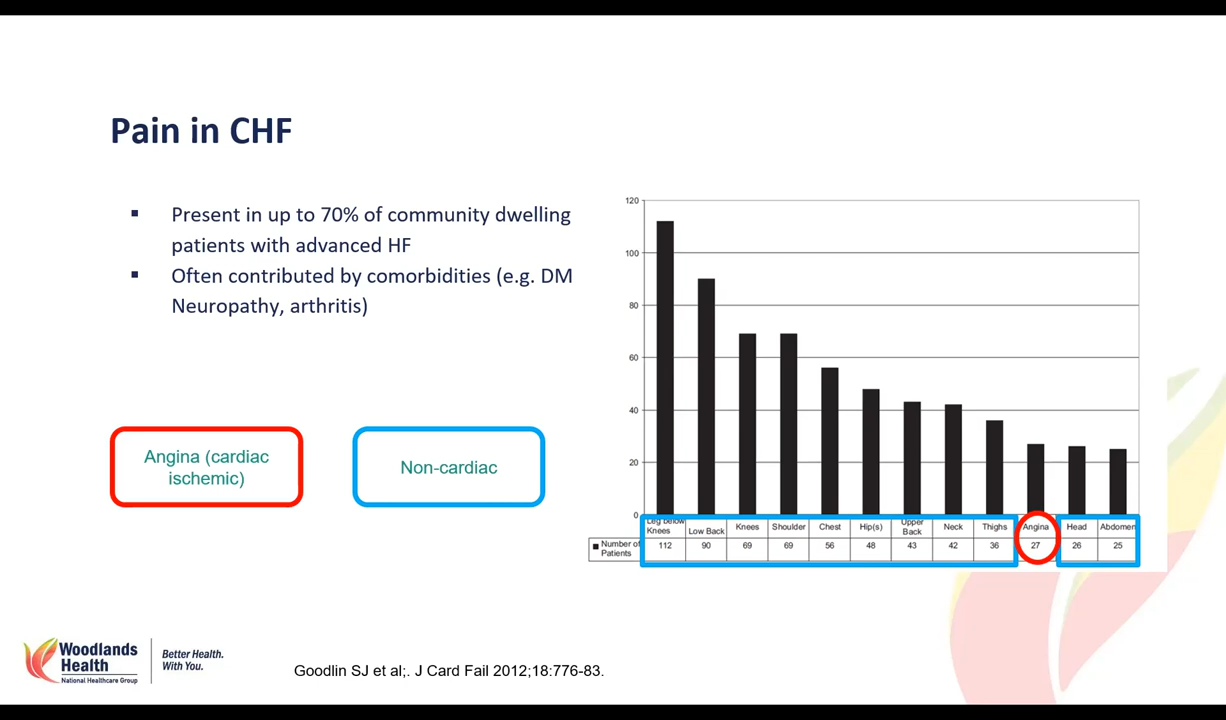 Pain in CHF
▪ Present in up to 70% of community dwelling
patients with advanced HF
▪ Often contributed by comorbidities (e.g. DM
Neuropathy, arthritis)
Angina (cardiac
ischemic)
Non-cardiac
120
100
80
60
40
20
0
Leg below Knees Low Back Knees Shoulder Chest Hip(s) Upper Back Neck Thighs Angina Head Abdomen
Number of Patients 112 90 69 69 56 48 43 42 36 27 26 25
Woodlands
Health
National Healthcare Group
Better Health.
With You.
Goodlin SJ et al;. J Card Fail 2012;18:776-83.